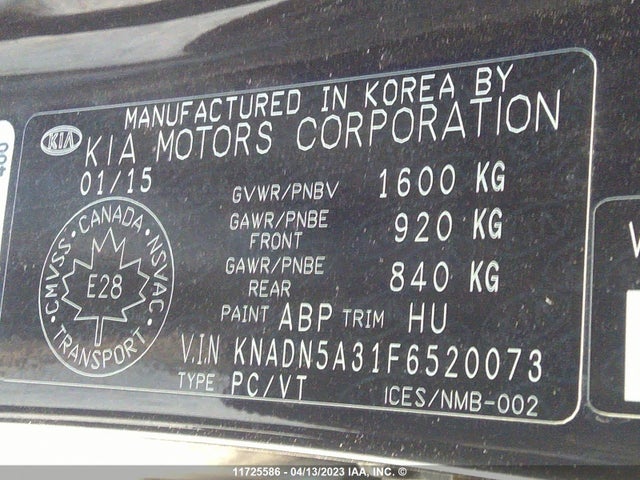 MANUFACTURED IN KOREA BY
KIA KIA MOTORS CORPORATION
01/15
GVWR/PNBV 1600 KG
GAWR/PNBE FRONT 920 KG
GAWR/PNBE REAR 840 KG
PAINT ABP TRIM HU
CMVSS · CANADA · NSVAC · TRANSPORT
E28
V.I.N KNADN5A31F6520073
TYPE PC/VT
ICES/NMB-002
11725586 - 04/13/2023 IAA, Inc. ©